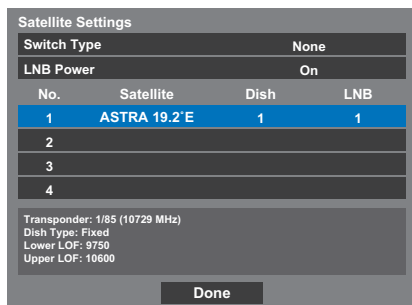 Satellite Settings
Switch Type None
LNB Power On
No. Satellite Dish LNB
1 ASTRA 19.2˚E 1 1
2
3
4
Transponder: 1/85 (10729 MHz)
Dish Type: Fixed
Lower LOF: 9750
Upper LOF: 10600
Done